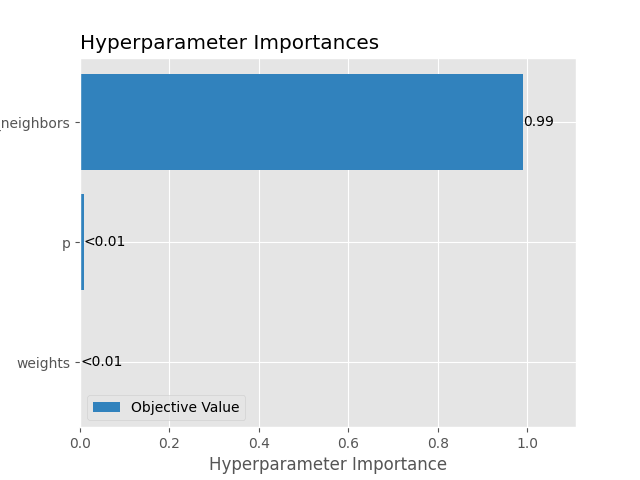 Hyperparameter Importances
_neighbors
0.99
p
<0.01
weights
<0.01
Objective Value
0.0 0.2 0.4 0.6 0.8 1.0
Hyperparameter Importance